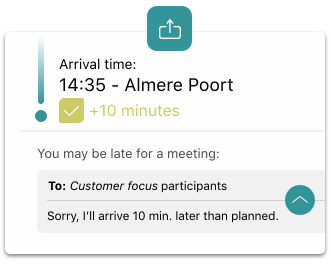 Arrival time:
14:35 - Almere Poort
+10 minutes
You may be late for a meeting:
To: Customer focus participants
Sorry, I'll arrive 10 min. later than planned.